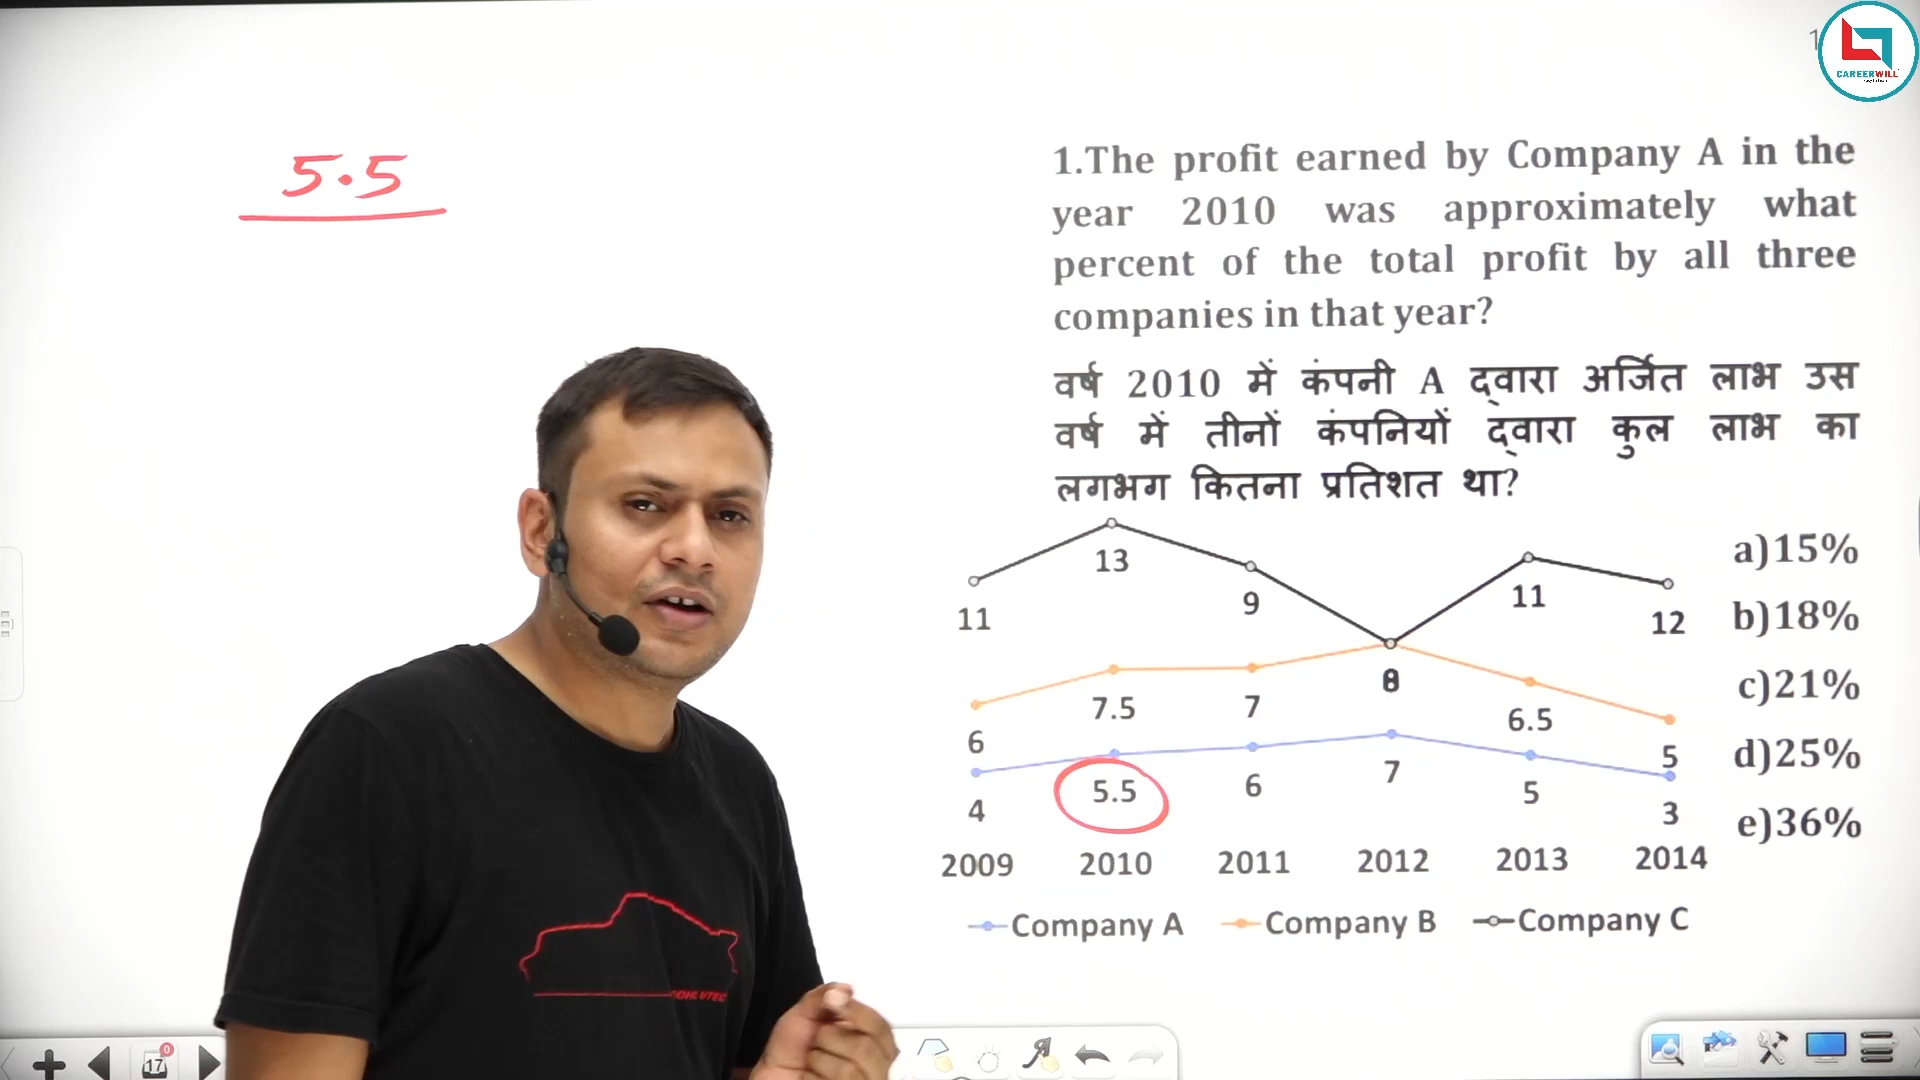 CAREERWILL
5.5
1.The profit earned by Company A in the
year 2010 was approximately what
percent of the total profit by all three
companies in that year?
वर्ष 2010 में कंपनी A द्वारा अर्जित लाभ उस
वर्ष में तीनों कंपनियों द्वारा कुल लाभ का
लगभग कितना प्रतिशत था?
11 13 9 8 11 12
6 7.5 7 8 6.5 5
4 5.5 6 7 5 3
2009 2010 2011 2012 2013 2014
Company A Company B Company C
a)15%
b)18%
c)21%
d)25%
e)36%
17
0